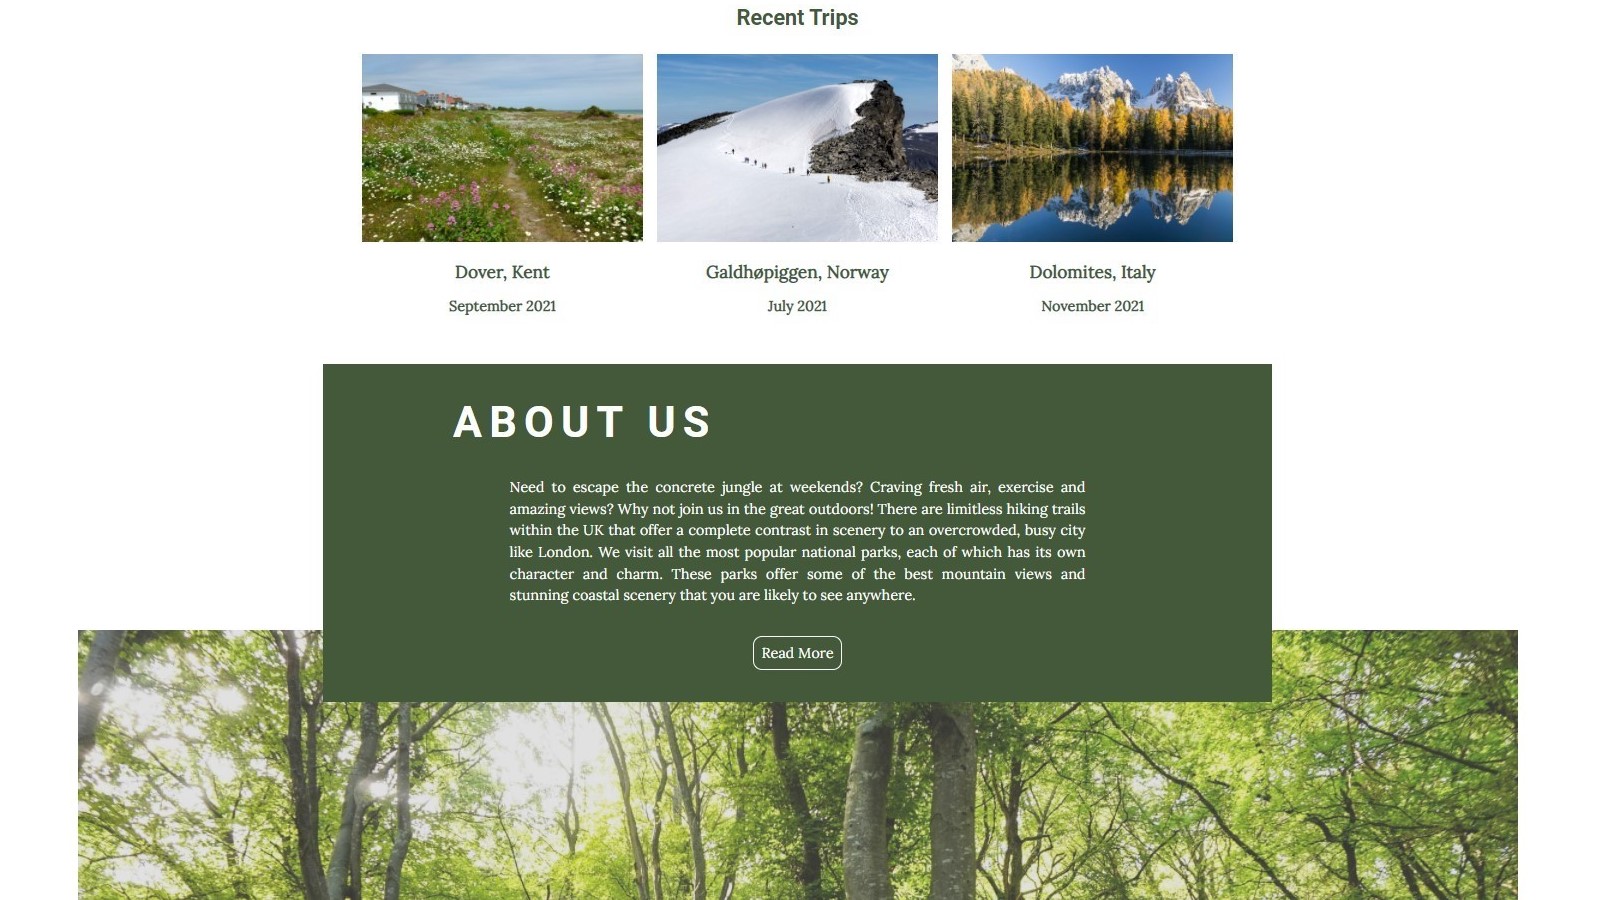 Recent Trips
Dover, Kent
September 2021
Galdhøpiggen, Norway
July 2021
Dolomites, Italy
November 2021
ABOUT US
Need to escape the concrete jungle at weekends? Craving fresh air, exercise and
amazing views? Why not join us in the great outdoors! There are limitless hiking trails
within the UK that offer a complete contrast in scenery to an overcrowded, busy city
like London. We visit all the most popular national parks, each of which has its own
character and charm. These parks offer some of the best mountain views and
stunning coastal scenery that you are likely to see anywhere.
Read More